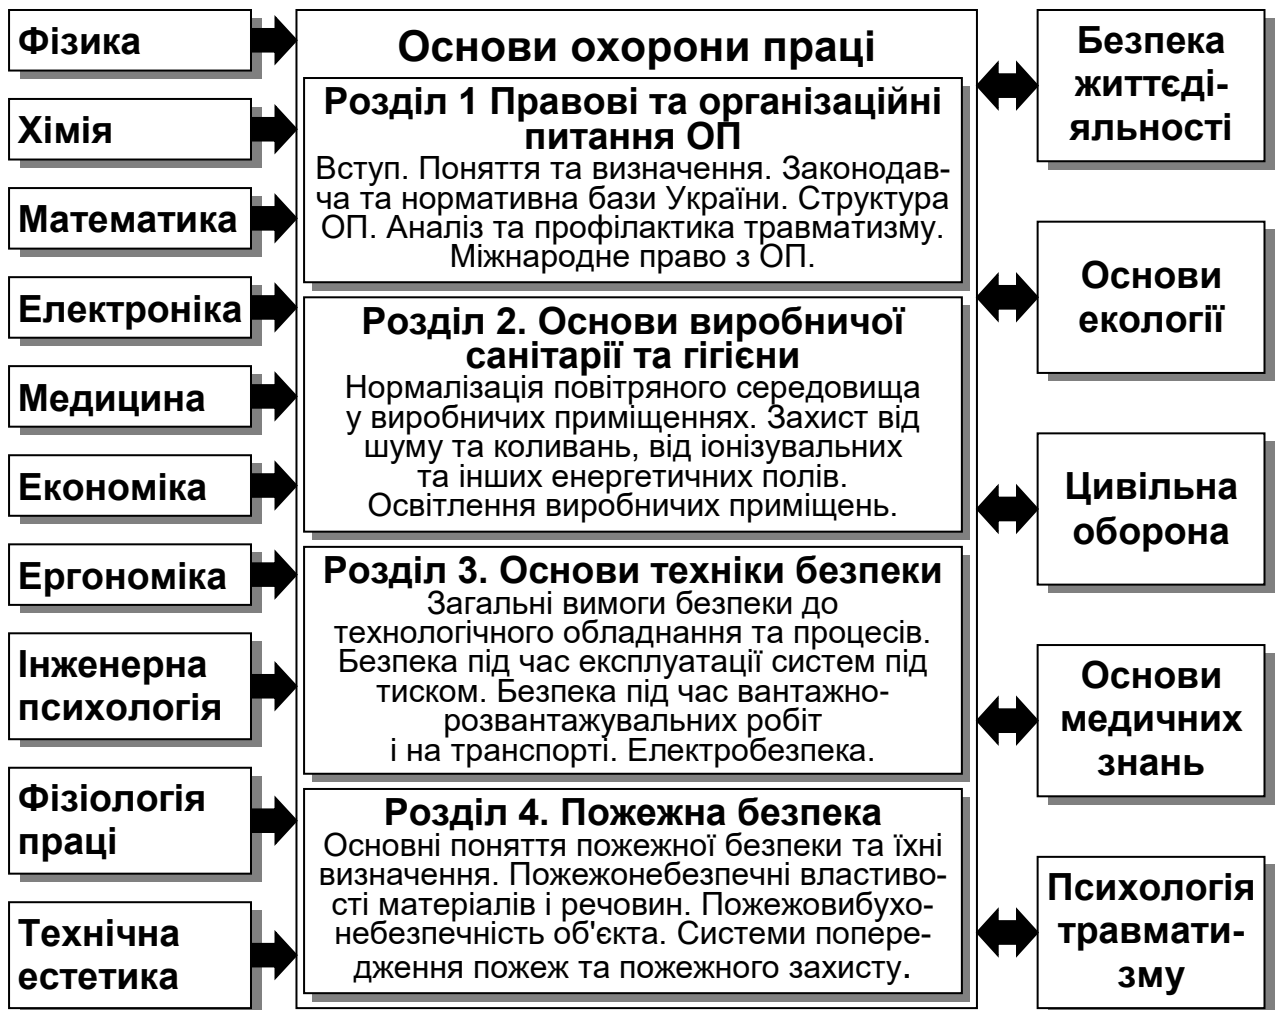 Фізика
Хімія
Математика
Електроніка
Медицина
Економіка
Ергономіка
Інженерна
психологія
Фізіологія
праці
Технічна
естетика
Основи охорони праці
Розділ 1 Правові та організаційні
питання ОП
Вступ. Поняття та визначення. Законодав-
ча та нормативна бази України. Структура
ОП. Аналіз та профілактика травматизму.
Міжнародне право з ОП.
Розділ 2. Основи виробничої
санітарії та гігієни
Нормалізація повітряного середовища
у виробничих приміщеннях. Захист від
шуму та коливань, від іонізувальних
та інших енергетичних полів.
Освітлення виробничих приміщень.
Розділ 3. Основи техніки безпеки
Загальні вимоги безпеки до
технологічного обладнання та процесів.
Безпека під час експлуатації систем під
тиском. Безпека під час вантажно-
розвантажувальних робіт
і на транспорті. Електробезпека.
Розділ 4. Пожежна безпека
Основні поняття пожежної безпеки та їхні
визначення. Пожежонебезпечні властиво-
сті матеріалів і речовин. Пожежовибухо-
небезпечність об'єкта. Системи попере-
дження пожеж та пожежного захисту.
Безпека
життєді-
яльності
Основи
екології
Цивільна
оборона
Основи
медичних
знань
Психологія
травмати-
зму